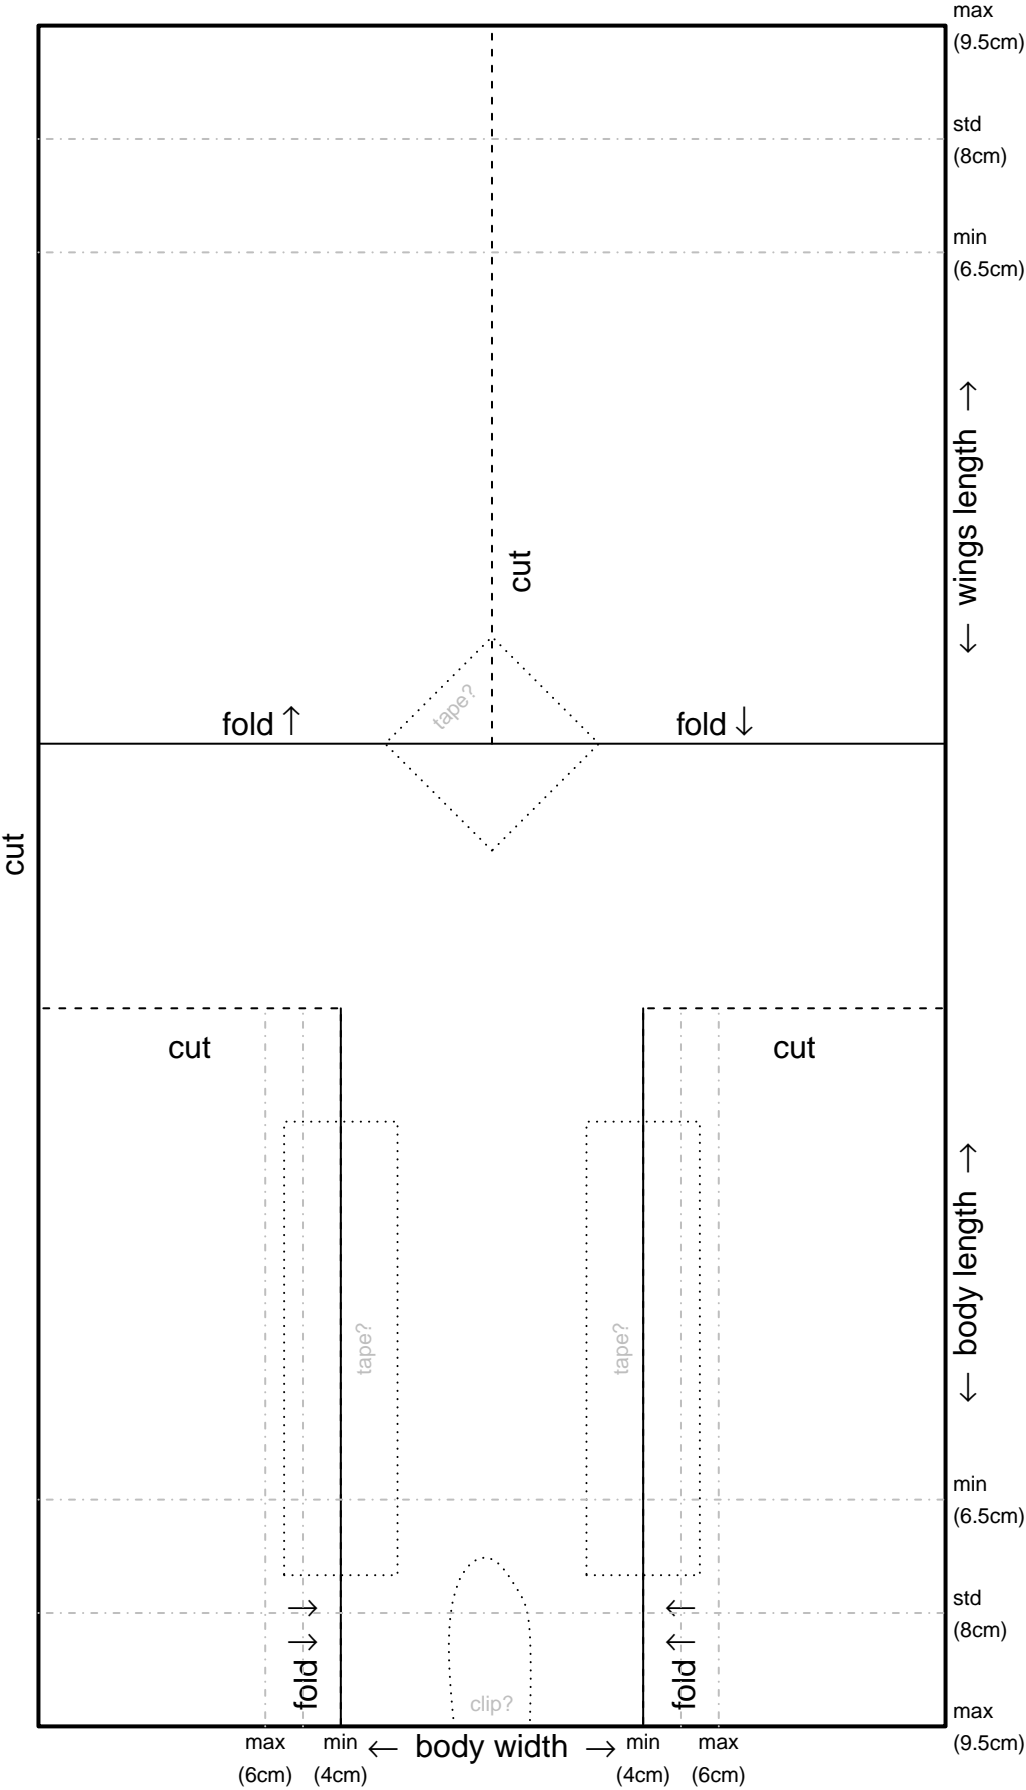 max
(9.5cm)
std
(8cm)
min
(6.5cm)
← wings length →
cut
tape?
fold ↑
fold ↓
cut
cut
cut
← body length →
tape?
tape?
min
(6.5cm)
std
(8cm)
→
←
→
←
fold
fold
clip?
max
(9.5cm)
max
(6cm)
min
(4cm)
← body width →
min
(4cm)
max
(6cm)